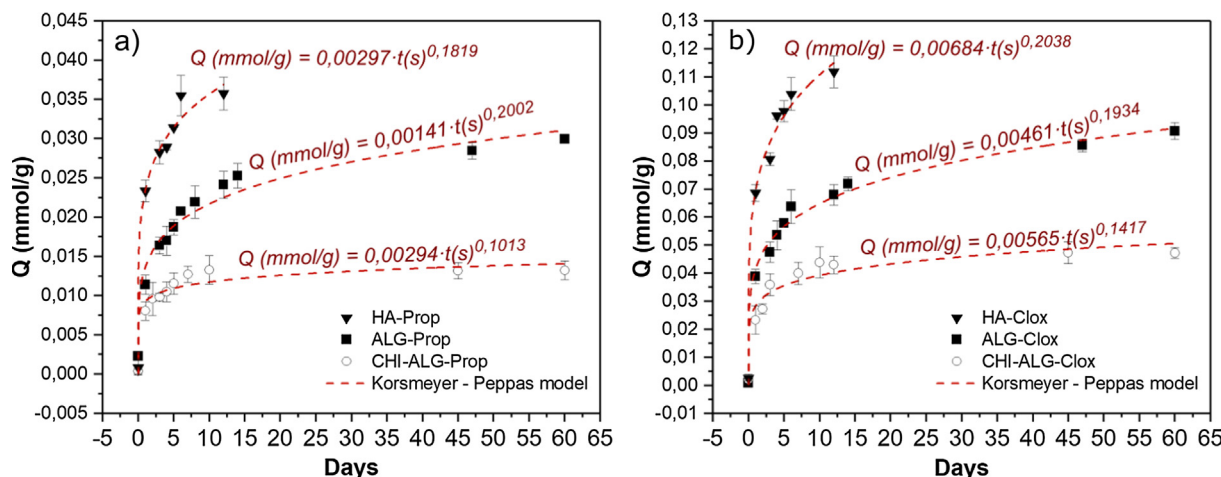 a)
Q (mmol/g)
0,045
0,040
0,035
0,030
0,025
0,020
0,015
0,010
0,005
0,000
-0,005
Q (mmol/g) = 0,00297·t(s)^0,1819
Q (mmol/g) = 0,00141·t(s)^0,2002
Q (mmol/g) = 0,00294·t(s)^0,1013
HA-Prop
ALG-Prop
CHI-ALG-Prop
Korsmeyer - Peppas model
-5 0 5 10 15 20 25 30 35 40 45 50 55 60 65
Days
b)
Q (mmol/g)
0,13
0,12
0,11
0,10
0,09
0,08
0,07
0,06
0,05
0,04
0,03
0,02
0,01
0,00
-0,01
Q (mmol/g) = 0,00684·t(s)^0,2038
Q (mmol/g) = 0,00461·t(s)^0,1934
Q (mmol/g) = 0,00565·t(s)^0,1417
HA-Clox
ALG-Clox
CHI-ALG-Clox
Korsmeyer - Peppas model
-5 0 5 10 15 20 25 30 35 40 45 50 55 60 65
Days